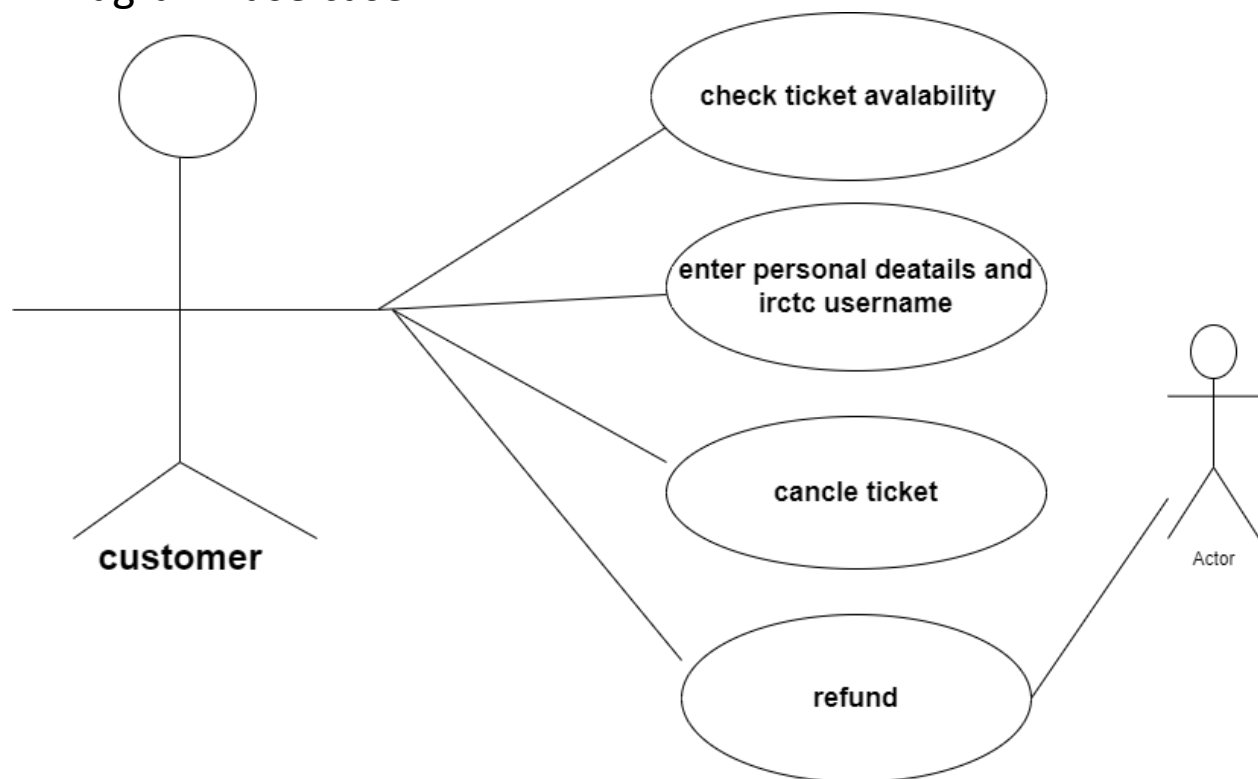 check ticket avalability
enter personal deatails and
irctc username
cancle ticket
customer
Actor
refund